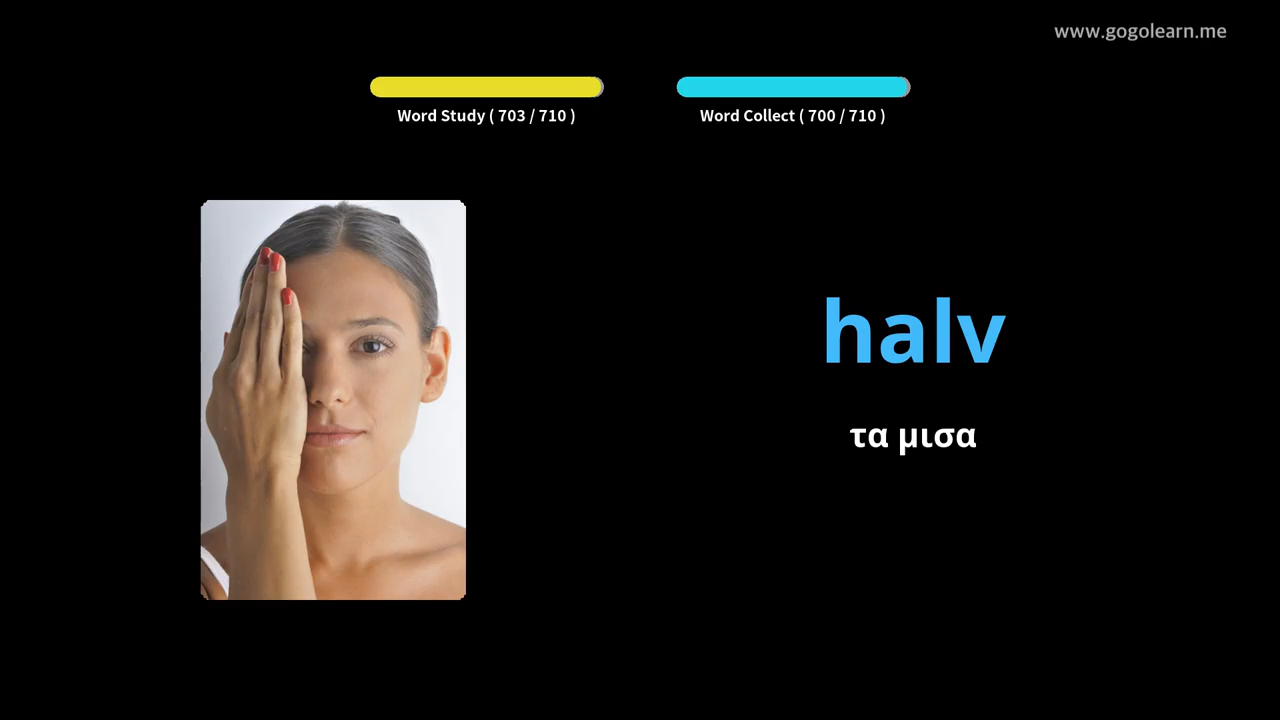 www.gogolearn.me
Word Study ( 703 / 710 )
Word Collect ( 700 / 710 )
halv
τα μισα